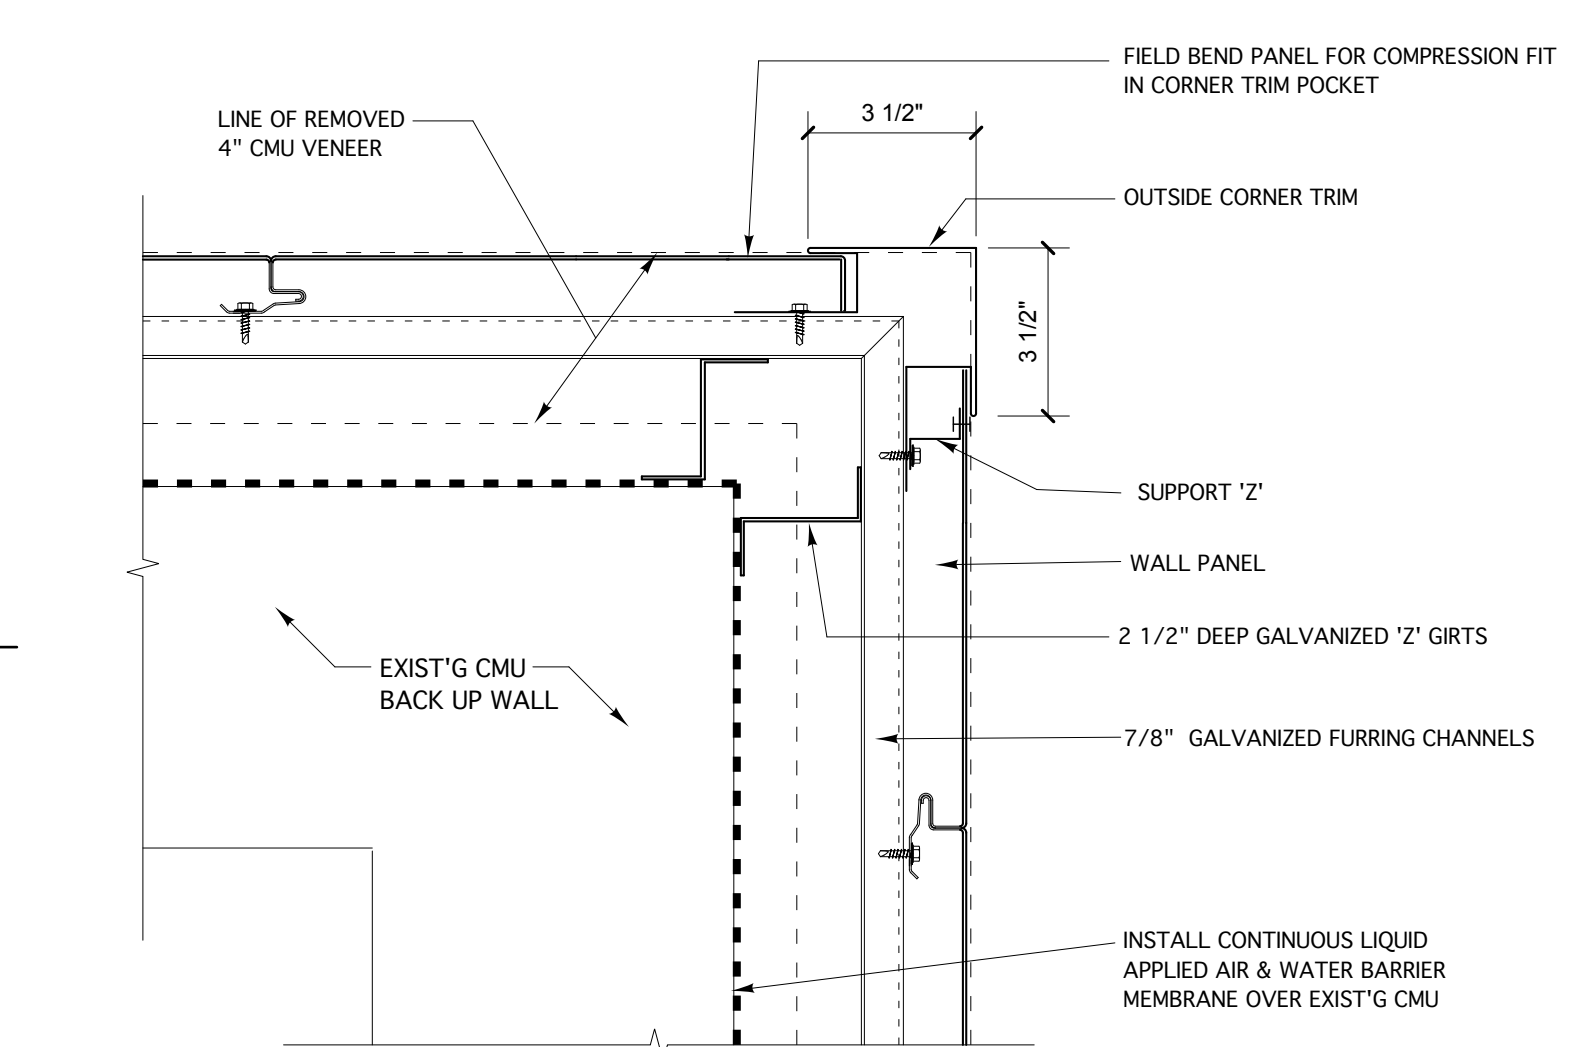 FIELD BEND PANEL FOR COMPRESSION FIT
IN CORNER TRIM POCKET
3 1/2"
LINE OF REMOVED
4" CMU VENEER
OUTSIDE CORNER TRIM
3 1/2"
SUPPORT 'Z'
WALL PANEL
2 1/2" DEEP GALVANIZED 'Z' GIRTS
EXIST'G CMU
BACK UP WALL
7/8" GALVANIZED FURRING CHANNELS
INSTALL CONTINUOUS LIQUID
APPLIED AIR & WATER BARRIER
MEMBRANE OVER EXIST'G CMU